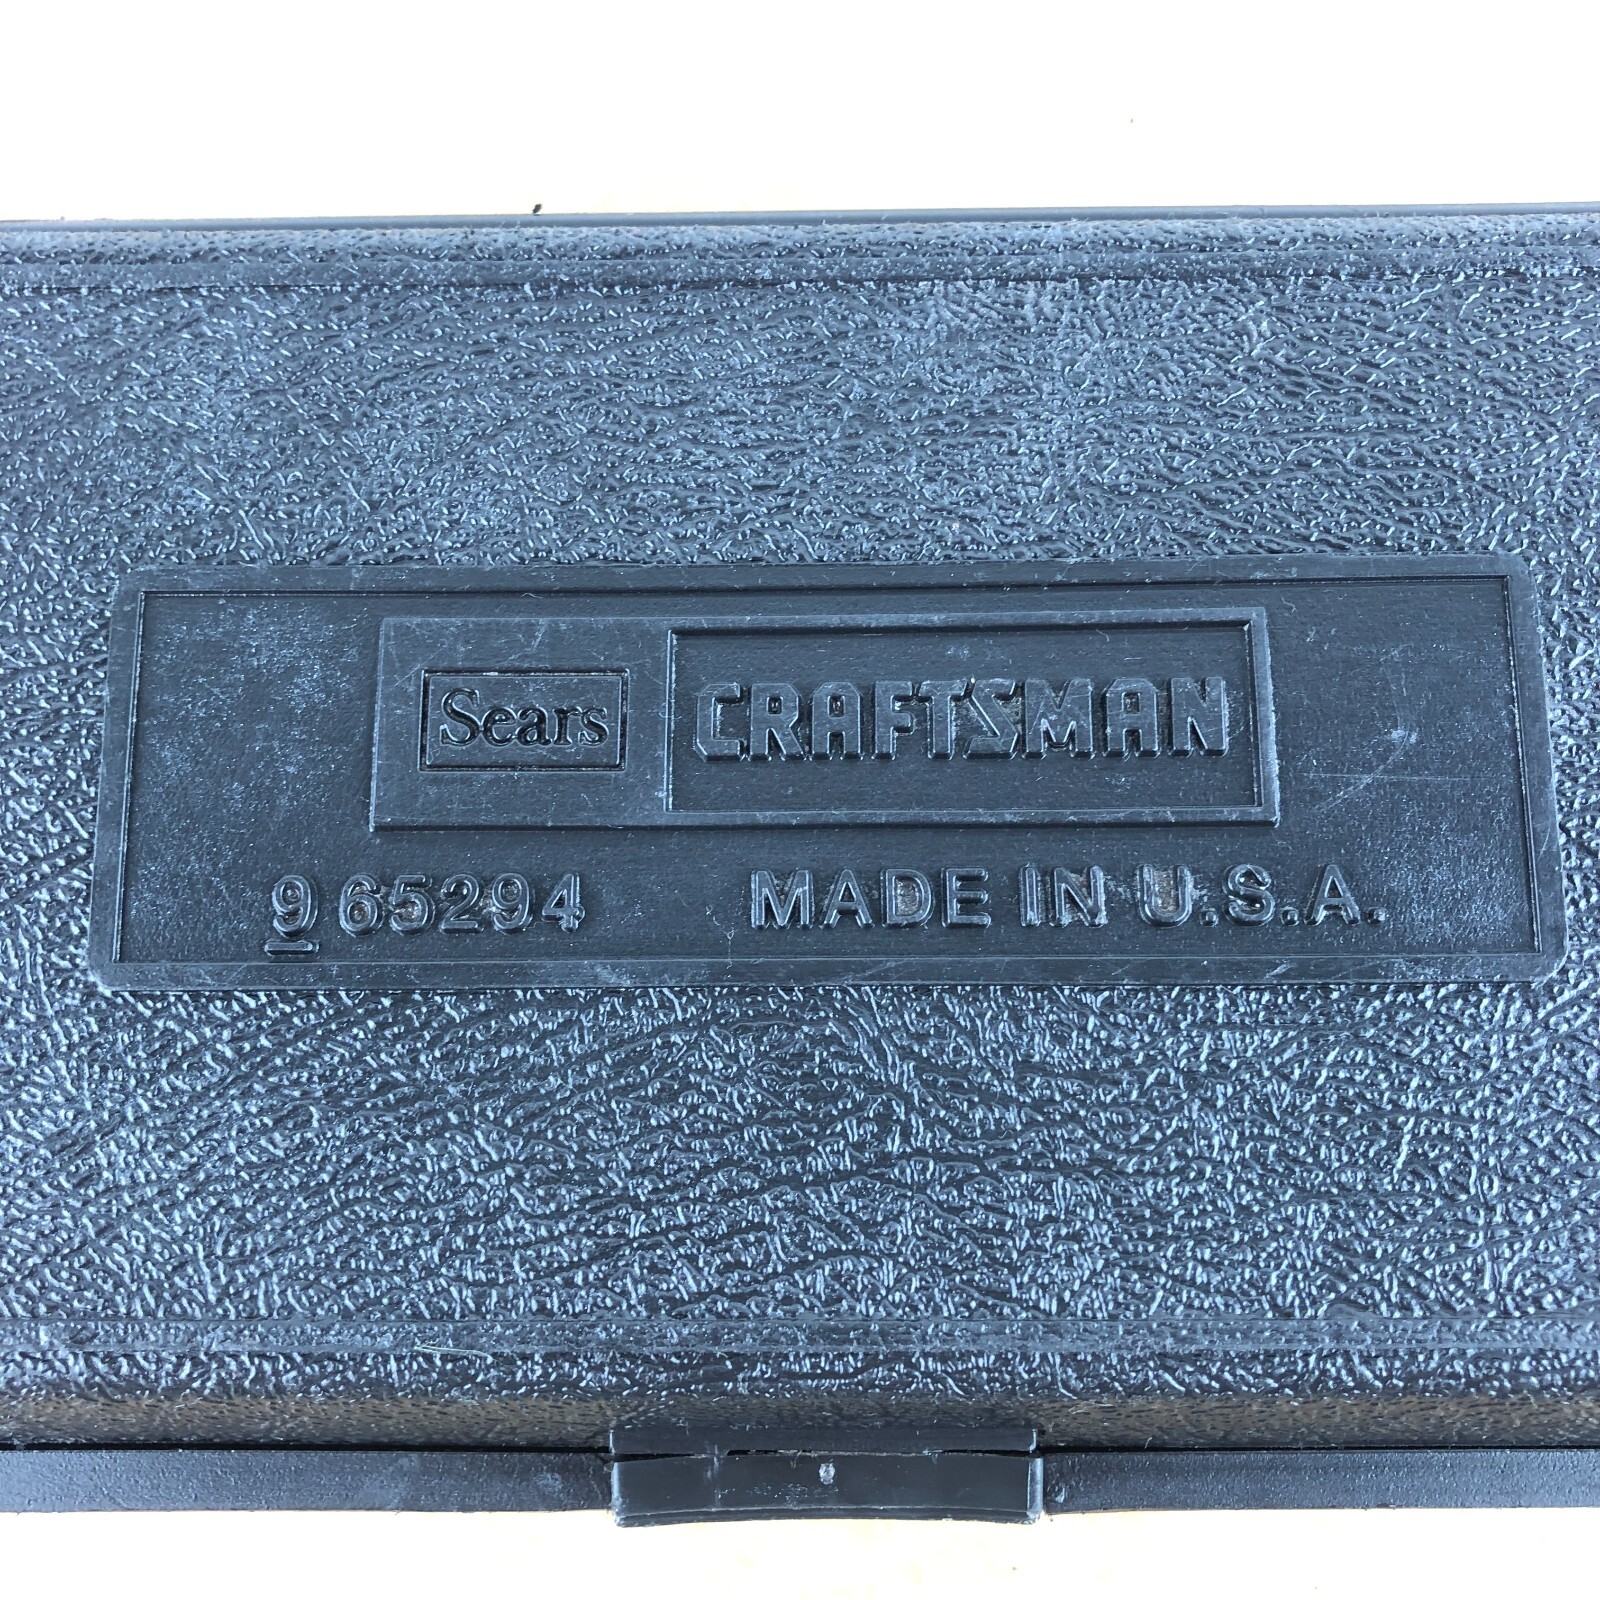 Sears CRAFTSMAN
9 65294 MADE IN U.S.A.